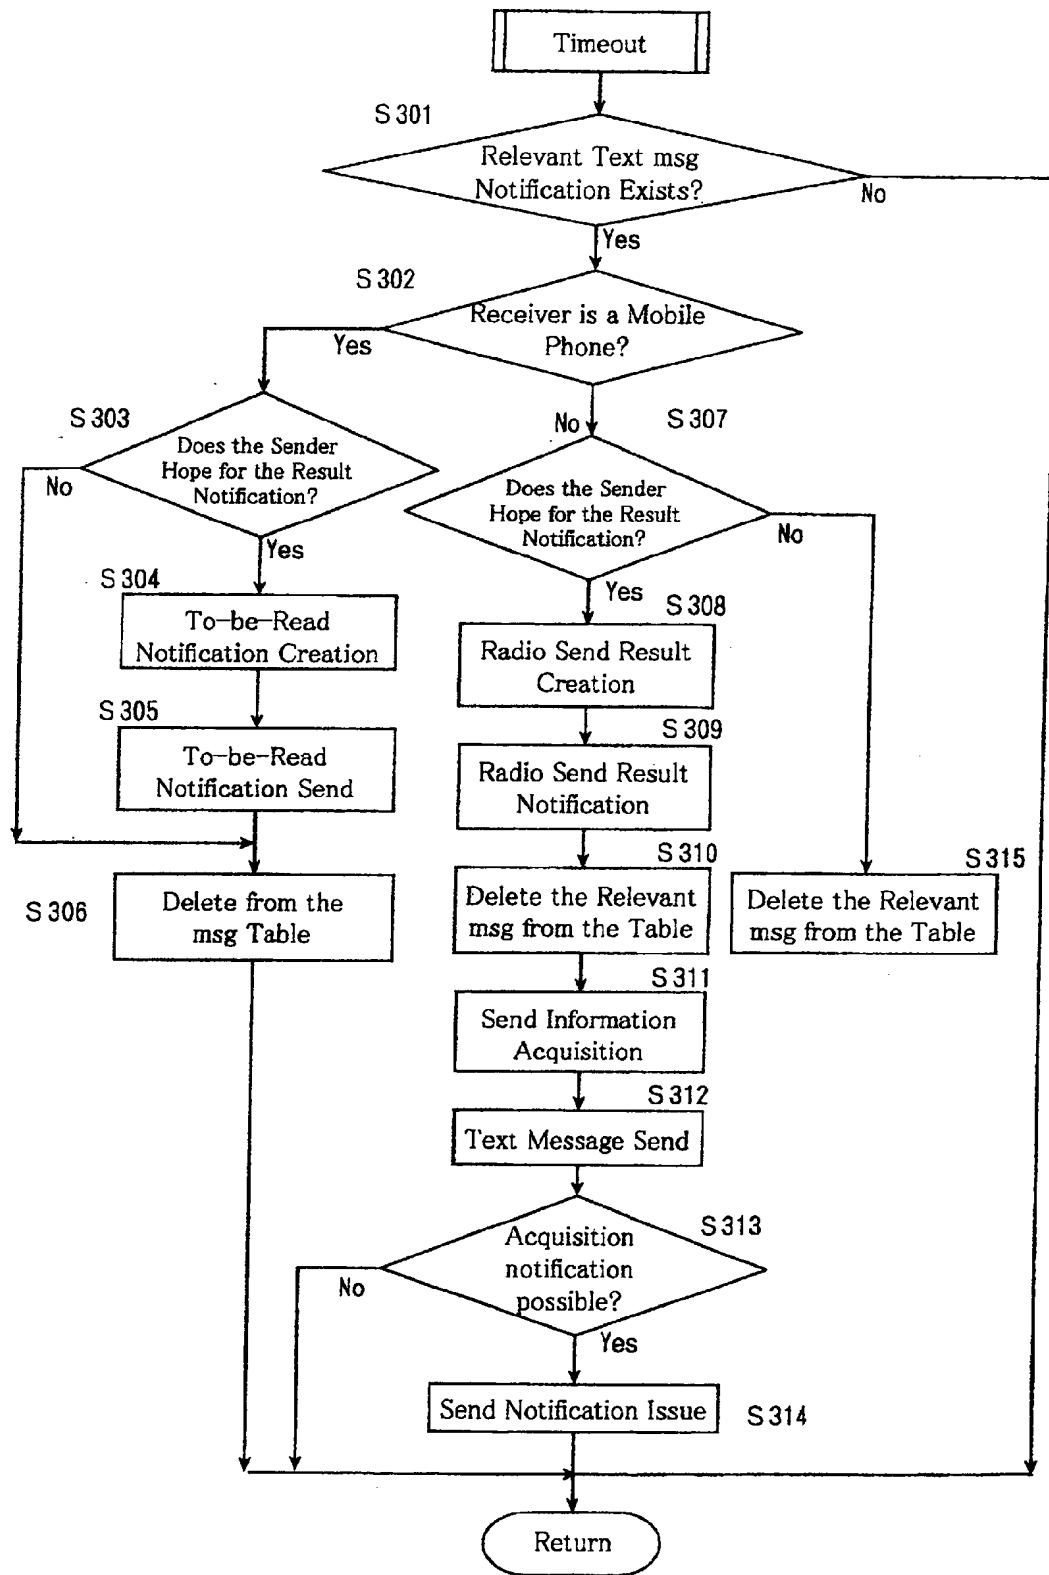 Timeout
S301
Relevant Text msg
Notification Exists?
No
Yes
S302
Receiver is a Mobile
Phone?
Yes
No
S303
Does the Sender
Hope for the Result
Notification?
No
Yes
S307
Does the Sender
Hope for the Result
Notification?
No
Yes
S304
To-be-Read
Notification Creation
S308
Radio Send Result
Creation
S305
To-be-Read
Notification Send
S309
Radio Send Result
Notification
S306
Delete from the
msg Table
S310
Delete the Relevant
msg from the Table
S315
Delete the Relevant
msg from the Table
S311
Send Information
Acquisition
S312
Text Message Send
S313
Acquisition
notification
possible?
No
Yes
Send Notification Issue
S314
Return